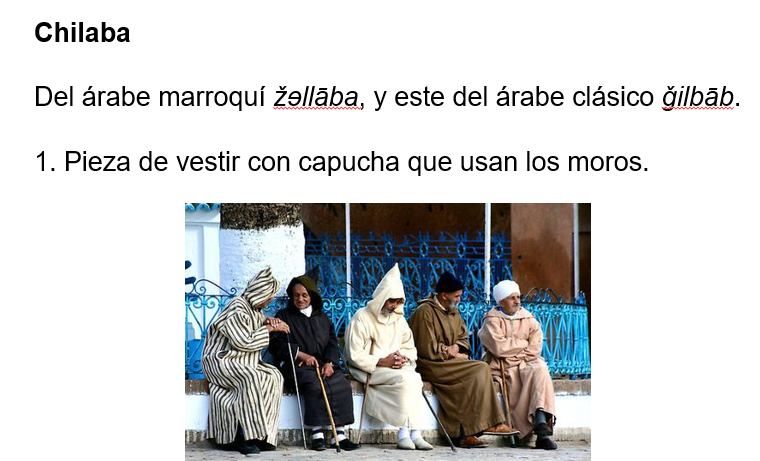 Chilaba
Del árabe marroquí žəllāba, y este del árabe clásico ğilbāb.
1. Pieza de vestir con capucha que usan los moros.